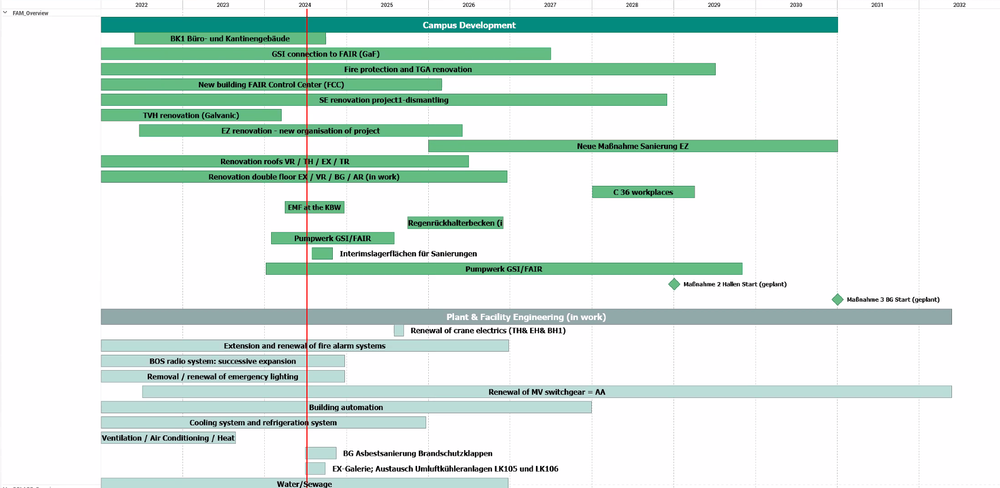 2022 2023 2024 2025 2026 2027 2028 2029 2030 2031 2032
FAM_Overview
Campus Development
BK1 Büro- und Kantinengebäude
GSI connection to FAIR (GaF)
Fire protection and TGA renovation
New building FAIR Control Center (FCC)
SE renovation project1-dismantling
TVH renovation (Galvanic)
EZ renovation - new organisation of project
Neue Maßnahme Sanierung EZ
Renovation roofs VR / TH / EX / TR
Renovation double floor EX / VR / BG / AR (in work)
C 36 workplaces
EMF at the KBW
Regenrückhalterbecken (i
Pumpwerk GSI/FAIR
Interimslagerflächen für Sanierungen
Pumpwerk GSI/FAIR
Maßnahme 2 Hallen Start (geplant)
Maßnahme 3 BG Start (geplant)
Plant & Facility Engineering (in work)
Renewal of crane electrics (TH& EH& BH1)
Extension and renewal of fire alarm systems
BOS radio system: successive expansion
Removal / renewal of emergency lighting
Renewal of MV switchgear = AA
Building automation
Cooling system and refrigeration system
Ventilation / Air Conditioning / Heat
BG Asbestsanierung Brandschutzklappen
EX-Galerie; Austausch Umluftkühleranlagen LK105 und LK106
Water/Sewage